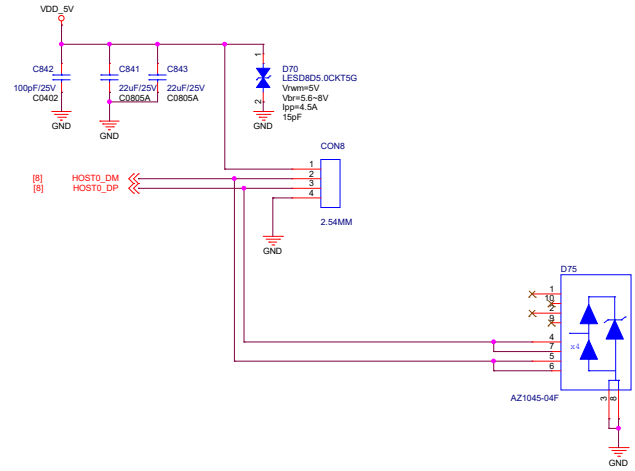 VDD_5V
C842
100pF/25V
C0402
GND
C841
22uF/25V
C0805A
GND
C843
22uF/25V
C0805A
1
2
D70
LESD8D5.0CKT5G
Vrwm=5V
Vbr=5.6~8V
Ipp=4.5A
15pF
GND
CON8
1
2
3
4
2.54MM
[8] HOST0_DM
[8] HOST0_DP
GND
D75
1
10
2
9
4
7
5
6
x4
3
8
AZ1045-04F
GND